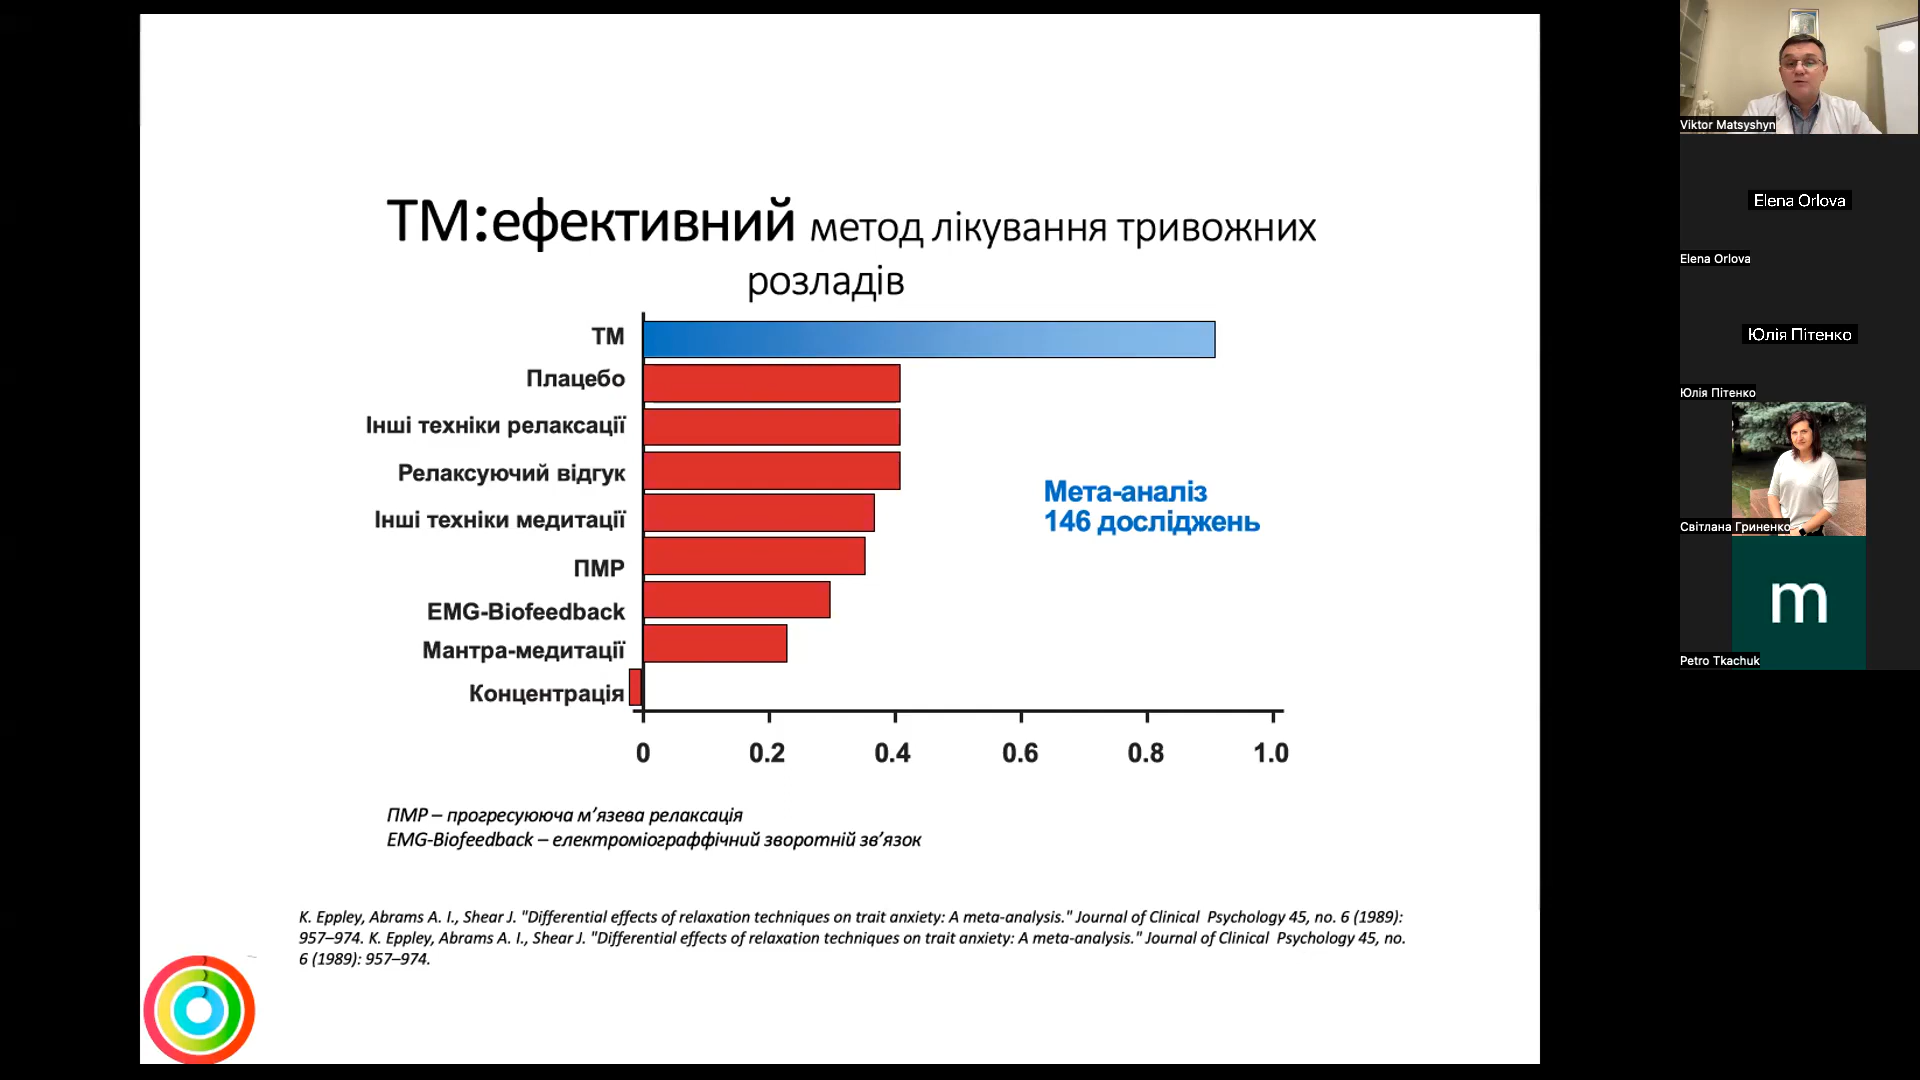 ТМ:ефективний метод лікування тривожних
розладів
ТМ
Плацебо
Інші техніки релаксації
Релаксуючий відгук
Інші техніки медитації
ПМР
EMG-Biofeedback
Мантра-медитації
Концентрація
Мета-аналіз
146 досліджень
0 0.2 0.4 0.6 0.8 1.0
ПМР – прогресуююча м’язева релаксація
EMG-Biofeedback – електроміограффічний зворотній зв’язок
K. Eppley, Abrams A. I., Shear J. "Differential effects of relaxation techniques on trait anxiety: A meta-analysis." Journal of Clinical Psychology 45, no. 6 (1989):
957–974. K. Eppley, Abrams A. I., Shear J. "Differential effects of relaxation techniques on trait anxiety: A meta-analysis." Journal of Clinical Psychology 45, no.
6 (1989): 957–974.
Viktor Matsyshyn
Elena Orlova
Elena Orlova
Юлія Пітенко
Юлія Пітенко
Світлана Гриненко
m
Petro Tkachuk